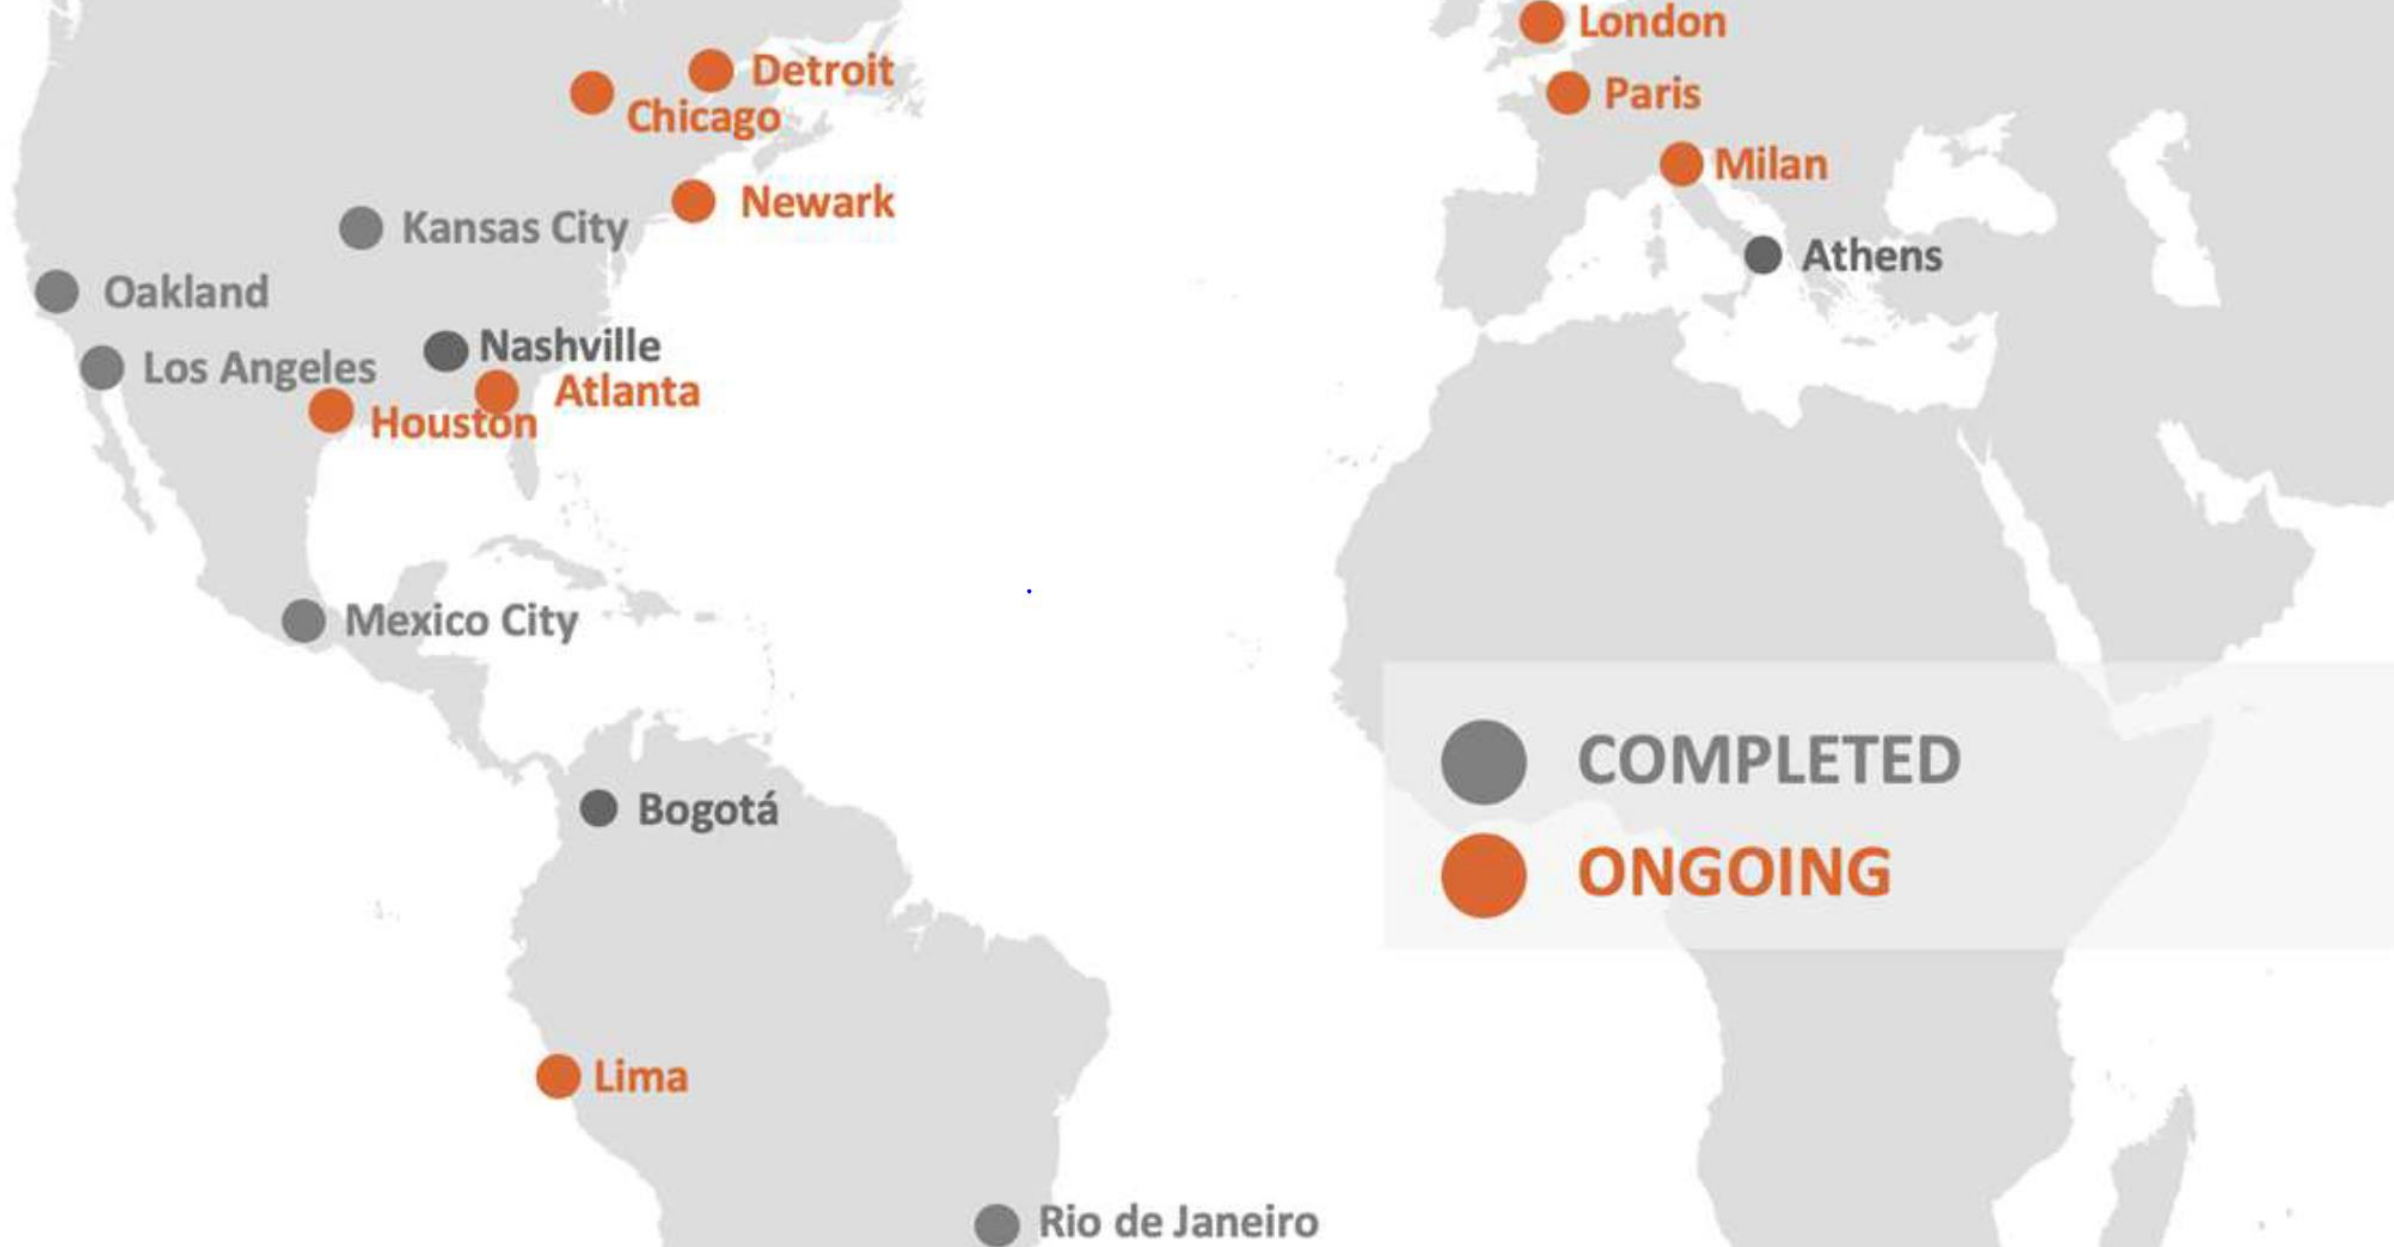 London
Detroit
Paris
Chicago
Milan
Newark
Kansas City
Athens
Oakland
Nashville
Los Angeles
Atlanta
Houston
Mexico City
COMPLETED
Bogotá
ONGOING
Lima
Rio de Janeiro